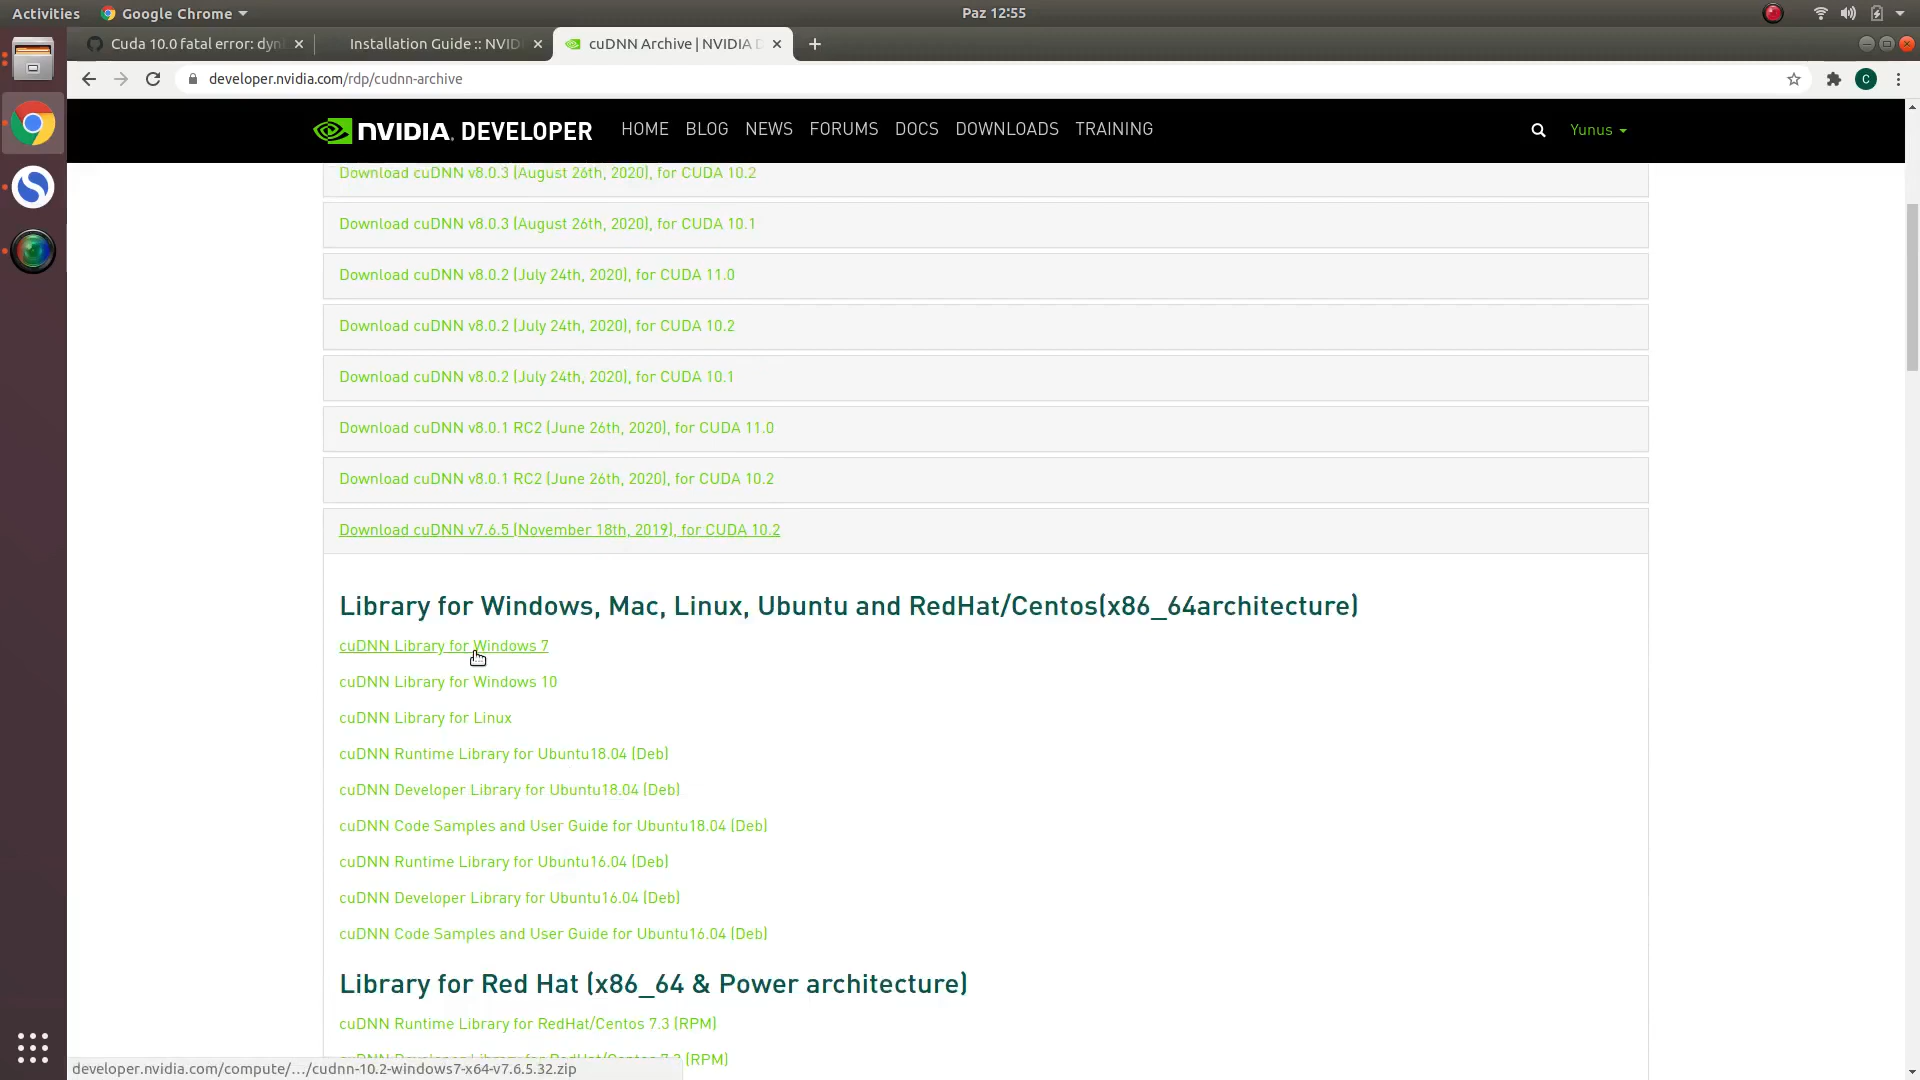 Activities
Google Chrome
Paz 12:55
Cuda 10.0 fatal error: dyn
Installation Guide :: NVID
cuDNN Archive | NVIDIA D
developer.nvidia.com/rdp/cudnn-archive
C
NVIDIA. DEVELOPER
HOME BLOG NEWS FORUMS DOCS DOWNLOADS TRAINING
Yunus
Download cuDNN v8.0.3 (August 26th, 2020), for CUDA 10.2
Download cuDNN v8.0.3 (August 26th, 2020), for CUDA 10.1
Download cuDNN v8.0.2 (July 24th, 2020), for CUDA 11.0
Download cuDNN v8.0.2 (July 24th, 2020), for CUDA 10.2
Download cuDNN v8.0.2 (July 24th, 2020), for CUDA 10.1
Download cuDNN v8.0.1 RC2 (June 26th, 2020), for CUDA 11.0
Download cuDNN v8.0.1 RC2 (June 26th, 2020), for CUDA 10.2
Download cuDNN v7.6.5 (November 18th, 2019), for CUDA 10.2
Library for Windows, Mac, Linux, Ubuntu and RedHat/Centos(x86_64architecture)
cuDNN Library for Windows 7
cuDNN Library for Windows 10
cuDNN Library for Linux
cuDNN Runtime Library for Ubuntu18.04 (Deb)
cuDNN Developer Library for Ubuntu18.04 (Deb)
cuDNN Code Samples and User Guide for Ubuntu18.04 (Deb)
cuDNN Runtime Library for Ubuntu16.04 (Deb)
cuDNN Developer Library for Ubuntu16.04 (Deb)
cuDNN Code Samples and User Guide for Ubuntu16.04 (Deb)
Library for Red Hat (x86_64 & Power architecture)
cuDNN Runtime Library for RedHat/Centos 7.3 (RPM)
cuDNN Developer Library for RedHat/Centos 7.3 (RPM)
developer.nvidia.com/compute/…/cudnn-10.2-windows7-x64-v7.6.5.32.zip